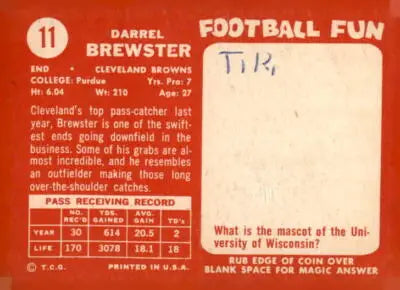 11
DARREL
BREWSTER
END • CLEVELAND BROWNS
COLLEGE: Purdue Yrs. Pro: 7
Ht: 6.04 Wt: 210 Age: 27
Cleveland's top pass-catcher last
year, Brewster is one of the swift-
est ends going downfield in the
business. Some of his grabs are al-
most incredible, and he resembles
an outfielder making those long
over-the-shoulder catches.
PASS RECEIVING RECORD
NO. REC'D YDS. GAINED AVG. GAIN TD's
YEAR 30 614 20.5 2
LIFE 170 3078 18.1 18
© T.C.G. PRINTED IN U.S.A.
FOOTBALL FUN
What is the mascot of the Uni-
versity of Wisconsin?
RUB EDGE OF COIN OVER
BLANK SPACE FOR MAGIC ANSWER